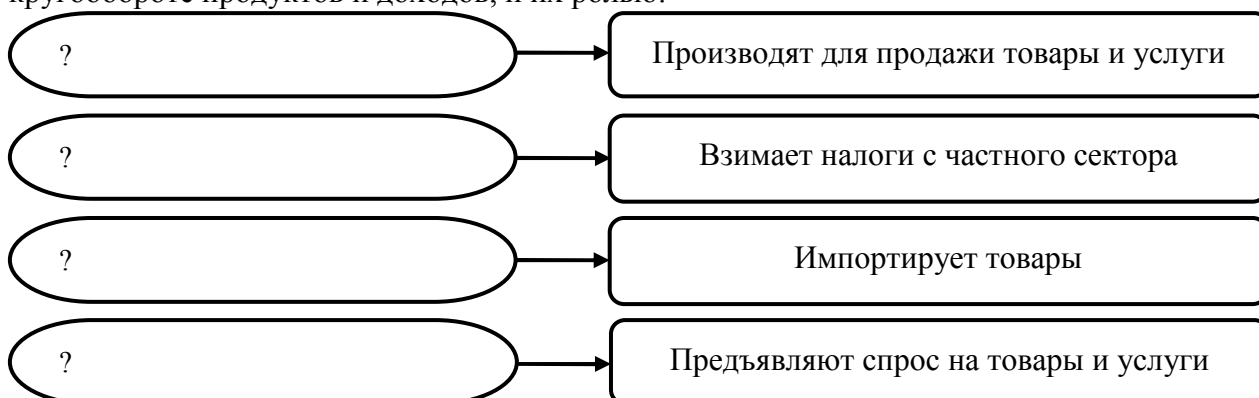 кругообороте продуктов и доходов, и их ролью:
? Производят для продажи товары и услуги
? Взимает налоги с частного сектора
? Импортирует товары
? Предъявляют спрос на товары и услуги